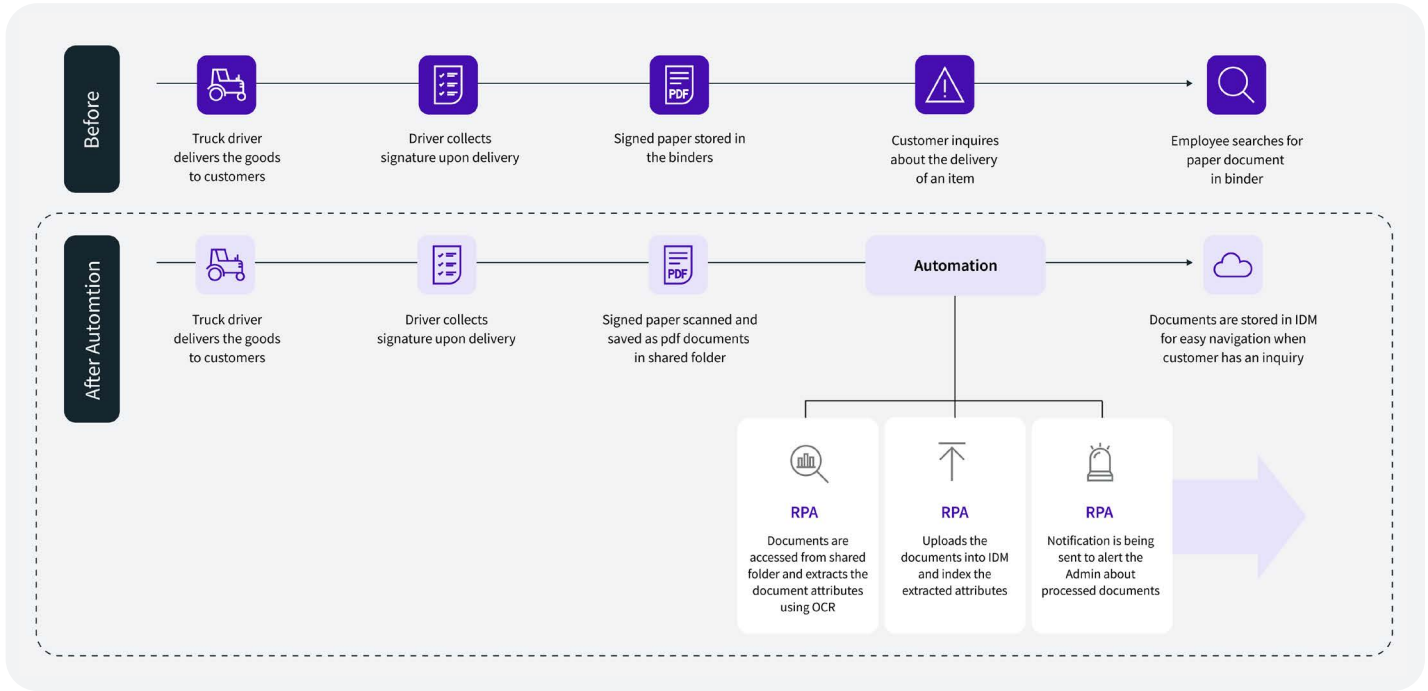 Before
Truck driver
delivers the goods
to customers
Driver collects
signature upon delivery
PDF
Signed paper stored in
the binders
Customer inquires
about the delivery
of an item
Employee searches for
paper document
in binder
After Automtion
Truck driver
delivers the goods
to customers
Driver collects
signature upon delivery
PDF
Signed paper scanned and
saved as pdf documents
in shared folder
Automation
Documents are stored in IDM
for easy navigation when
customer has an inquiry
RPA
Documents are
accessed from shared
folder and extracts the
document attributes
using OCR
RPA
Uploads the
documents into IDM
and index the
extracted attributes
RPA
Notification is being
sent to alert the
Admin about
processed documents